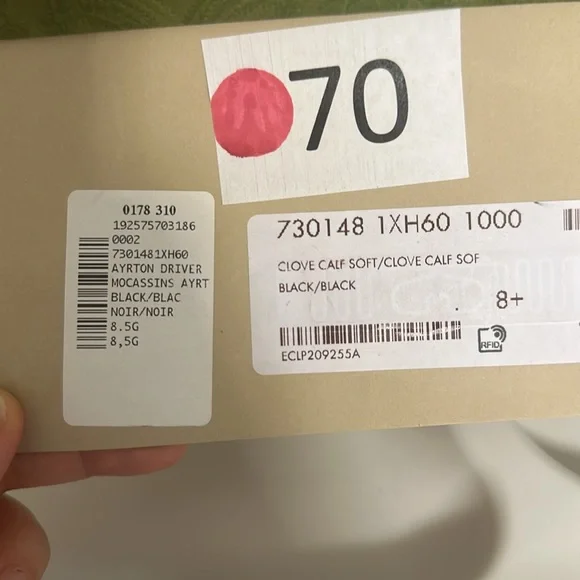 70
0178 310
192575703186
0002
7301481XH60
AYRTON DRIVER
MOCASSINS AYRT
BLACK/BLAC
NOIR/NOIR
8.5G
8,5G
730148 1XH60 1000
CLOVE CALF SOFT/CLOVE CALF SOF
BLACK/BLACK
8+
ECLP209255A
RFID